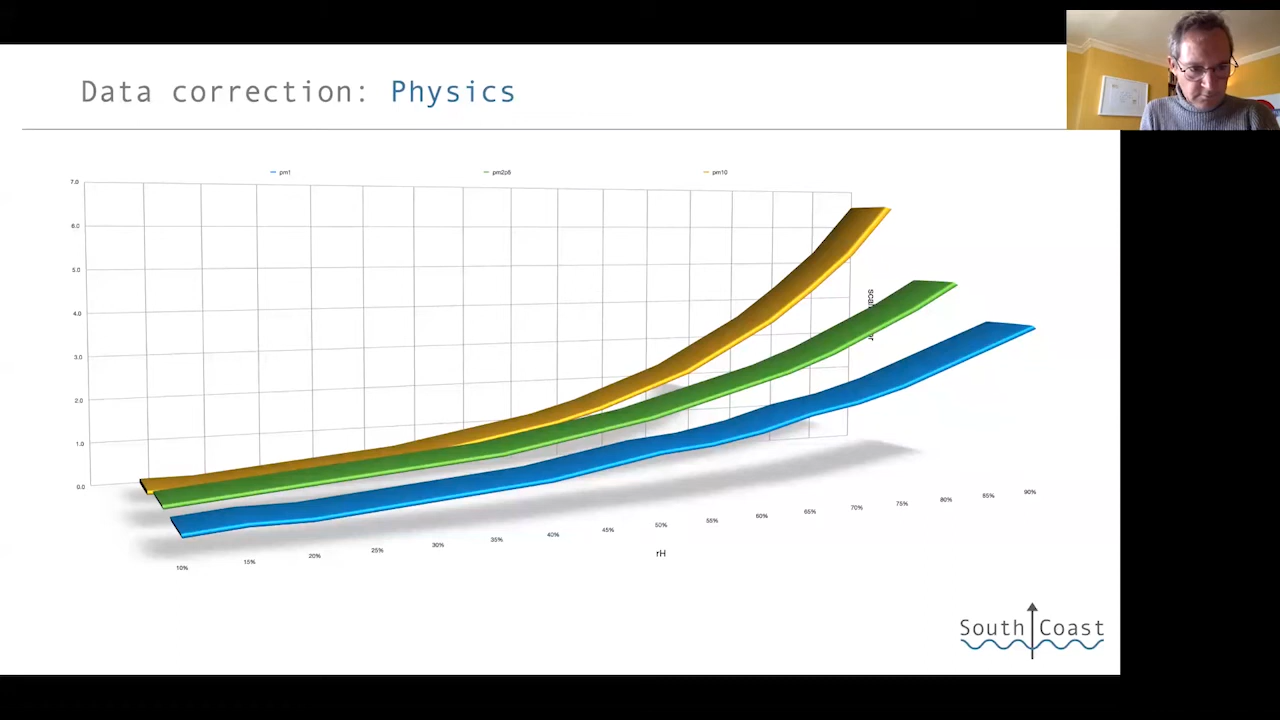 Data correction: Physics
pm1 pm2p5 pm10
7.0
6.0
5.0
4.0
3.0
2.0
1.0
0.0
10% 15% 20% 25% 30% 35% 40% 45% 50% 55% 60% 65% 70% 75% 80% 85% 90%
rH
South Coast